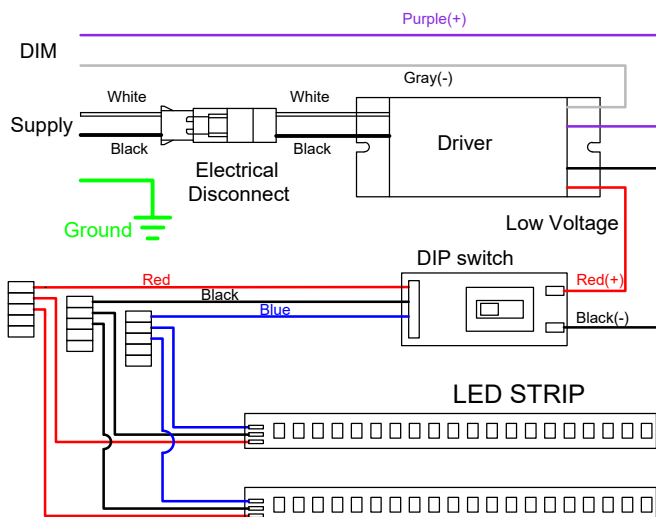 Purple(+)
DIM
Gray(-)
White
White
Supply
Black
Black
Driver
Electrical
Disconnect
Ground
Low Voltage
DIP switch
Red
Red(+)
Black
Blue
Black(-)
LED STRIP